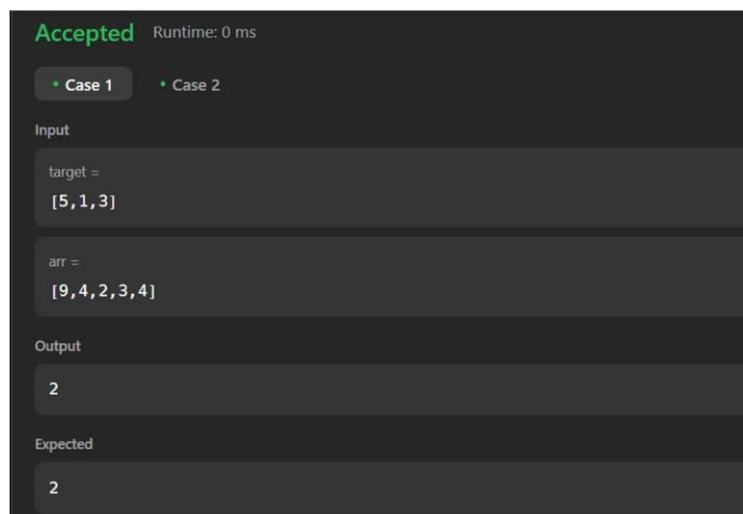 Accepted Runtime: 0 ms
• Case 1 • Case 2
Input
target =
[5,1,3]
arr =
[9,4,2,3,4]
Output
2
Expected
2